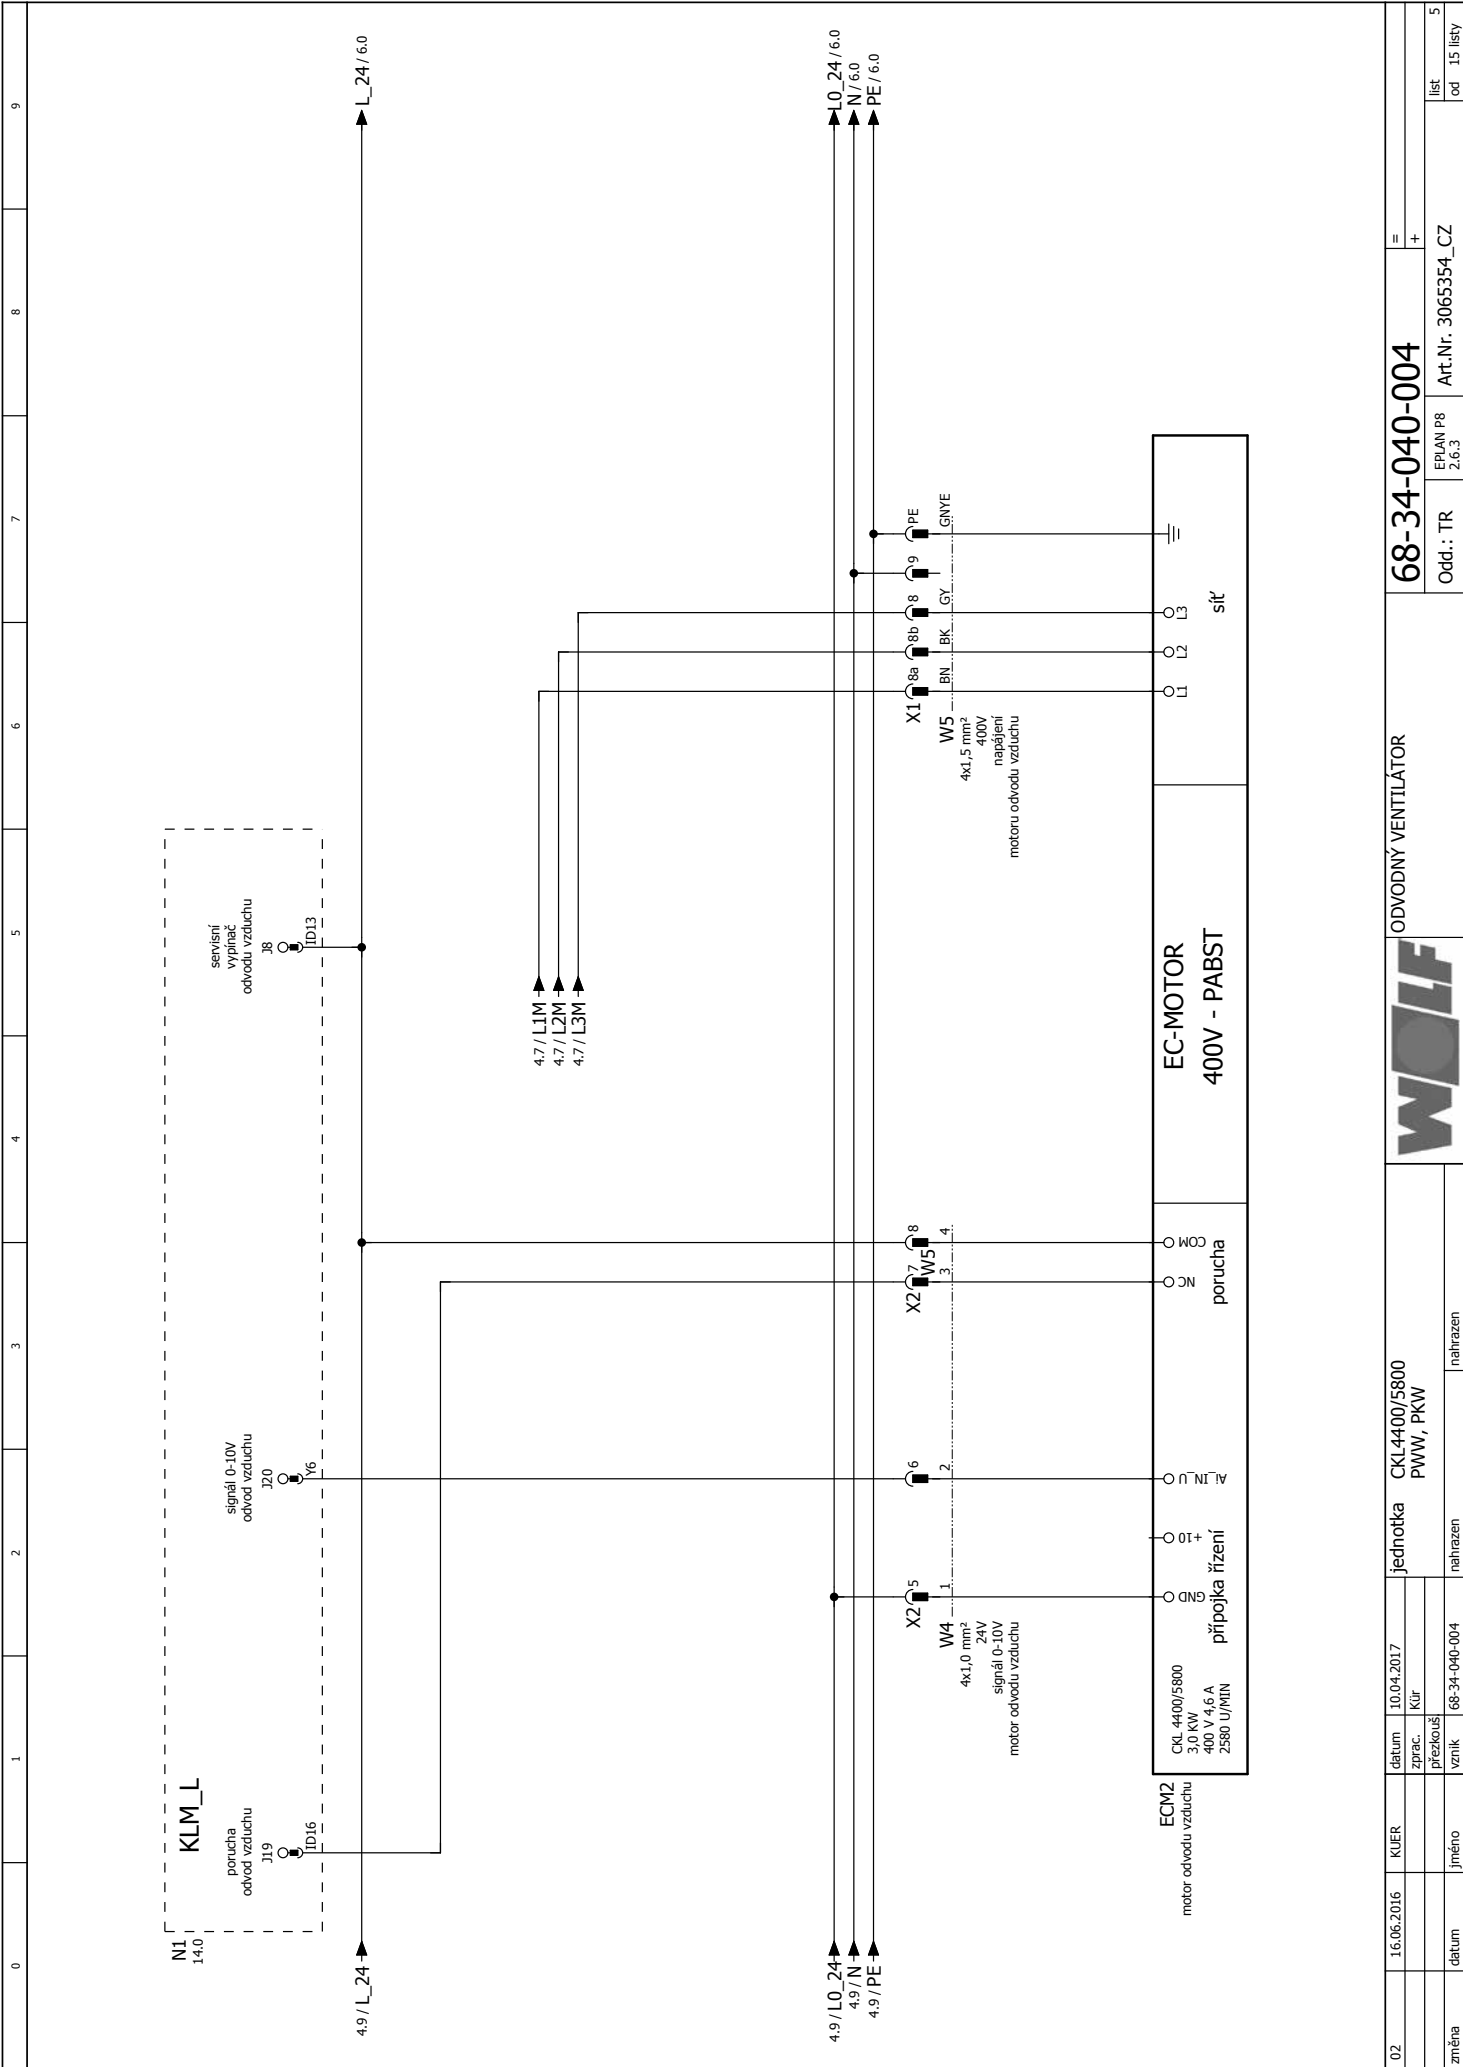 0 1 2 3 4 5 6 7 8 9
N1
14.0
KLM_L
porucha
odvod vzduchu
J19
ID16
signál 0-10V
odvod vzduchu
J20
Y6
servisní
vypínač
odvodu vzduchu
J8
ID13
4.9 / L_24
L_24 / 6.0
4.7 / L1M
4.7 / L2M
4.7 / L3M
4.9 / L0_24
4.9 / N
4.9 / PE
L0_24 / 6.0
N / 6.0
PE / 6.0
X2 5 6 X2 7 8 X1 8a 8b 8 9 PE
W4 1 2 3 W5 4
4x1,0 mm²
24V
signál 0-10V
motor odvodu vzduchu
W5 BN BK GY GNYE
4x1,5 mm²
400V
napájení
motoru odvodu vzduchu
ECM2
motor odvodu vzduchu
CKL 4400/5800
3,0 KW
400 V 4,6 A
2580 U/MIN
GND +10 Ai_IN_U NC COM
přípojka řízení
porucha
EC-MOTOR
400V - PABST
L1 L2 L3
síť
02 16.06.2016 KUER
změna datum jméno
datum 10.04.2017
zprac. Kür
přezkouš.
vznik 68-34-040-004
jednotka CKL4400/5800
PWW, PKW
nahrazen nahrazen
WOLF
ODVODNÝ VENTILÁTOR
68-34-040-004
=
+
Odd.: TR
EPLAN P8
2.6.3
Art.Nr. 3065354_CZ
list 5
od 15 listy